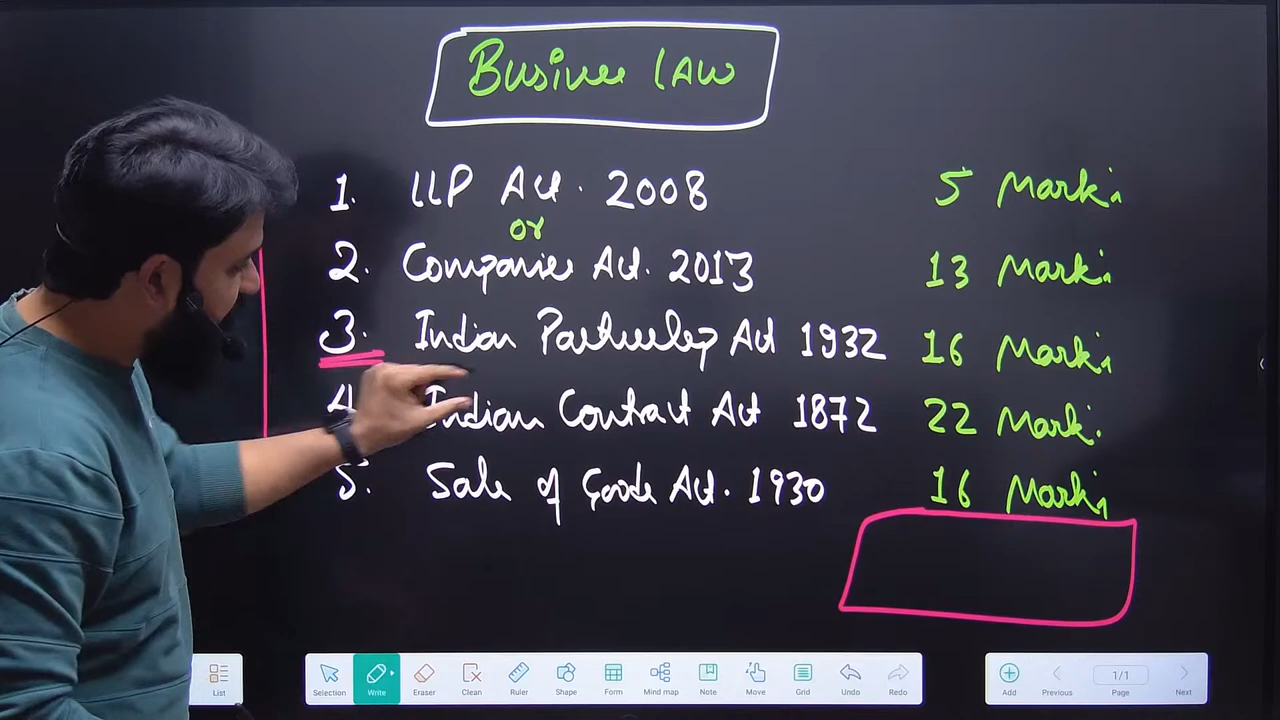 Business LAW
1. LLP Act. 2008 5 Marks
or
2. Companies Act. 2013 13 Marks
3. Indian Partnership Act 1932 16 Marks
4. Indian Contract Act 1872 22 Marks.
5. Sale of Goods Act. 1930 16 Marks
List Selection Write Eraser Clean Ruler Shape Form Mind map Note Move Grid Undo Redo Add Previous 1/1 Page Next